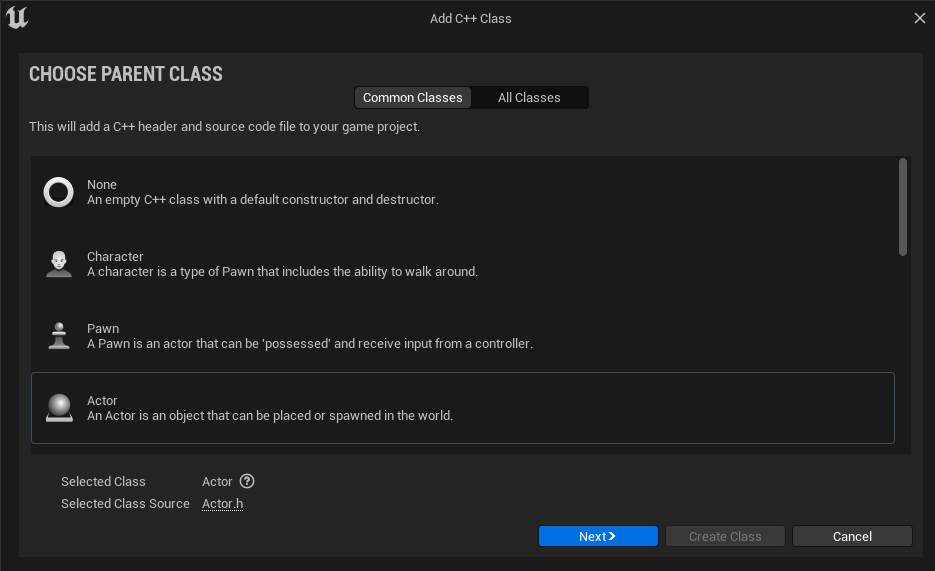 Add C++ Class
CHOOSE PARENT CLASS
Common Classes All Classes
This will add a C++ header and source code file to your game project.
None
An empty C++ class with a default constructor and destructor.
Character
A character is a type of Pawn that includes the ability to walk around.
Pawn
A Pawn is an actor that can be 'possessed' and receive input from a controller.
Actor
An Actor is an object that can be placed or spawned in the world.
Selected Class Actor ?
Selected Class Source Actor.h
Next Create Class Cancel